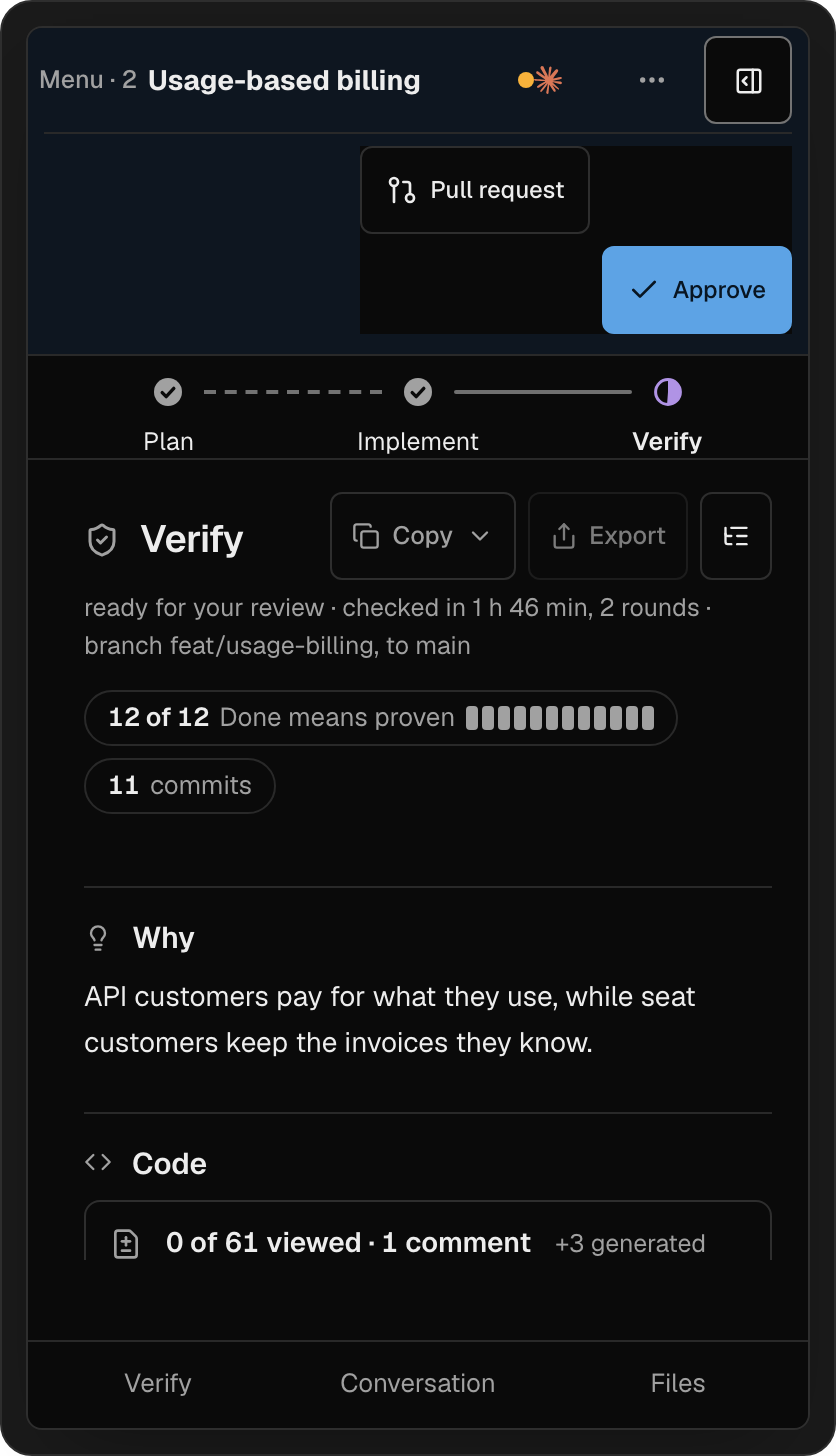 Menu · 2 Usage-based billing
Pull request
Approve
Plan Implement Verify
Verify Copy Export
ready for your review · checked in 1 h 46 min, 2 rounds ·
branch feat/usage-billing, to main
12 of 12 Done means proven
11 commits
Why
API customers pay for what they use, while seat
customers keep the invoices they know.
Code
0 of 61 viewed · 1 comment +3 generated
Verify Conversation Files